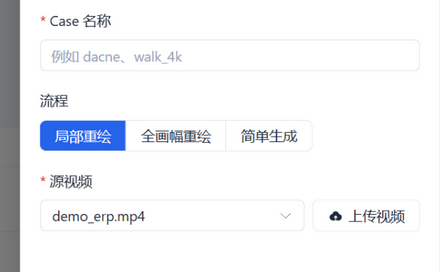 * Case 名称
例如 dacne、walk_4k
流程
局部重绘 全画幅重绘 简单生成
* 源视频
demo_erp.mp4 上传视频